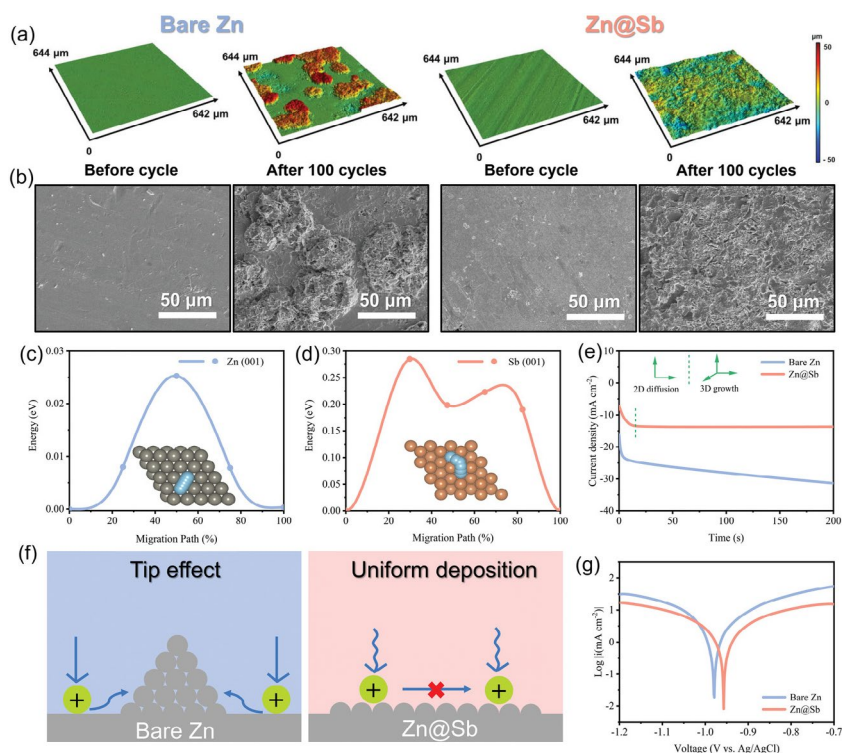 Bare Zn
Zn@Sb
(a)
644 μm
642 μm
0
644 μm
642 μm
0
644 μm
642 μm
0
644 μm
642 μm
0
μm
50
0
- 50
Before cycle
After 100 cycles
Before cycle
After 100 cycles
(b)
50 μm
50 μm
50 μm
50 μm
(c)
Zn (001)
Energy (eV)
0.03
0.02
0.01
0.00
0 20 40 60 80 100
Migration Path (%)
(d)
Sb (001)
Energy (eV)
0.30
0.25
0.20
0.15
0.10
0.05
0.00
0 20 40 60 80 100
Migration Path (%)
(e)
Bare Zn
Zn@Sb
2D diffusion
3D growth
Current density (mA cm⁻²)
10
0
-10
-20
-30
-40
0 50 100 150 200
Time (s)
(f)
Tip effect
+
+
Bare Zn
Uniform deposition
+
+
Zn@Sb
(g)
Log |i(mA cm⁻²)|
2
1
0
-1
-2
Bare Zn
Zn@Sb
-1.2 -1.1 -1.0 -0.9 -0.8 -0.7
Voltage (V vs. Ag/AgCl)